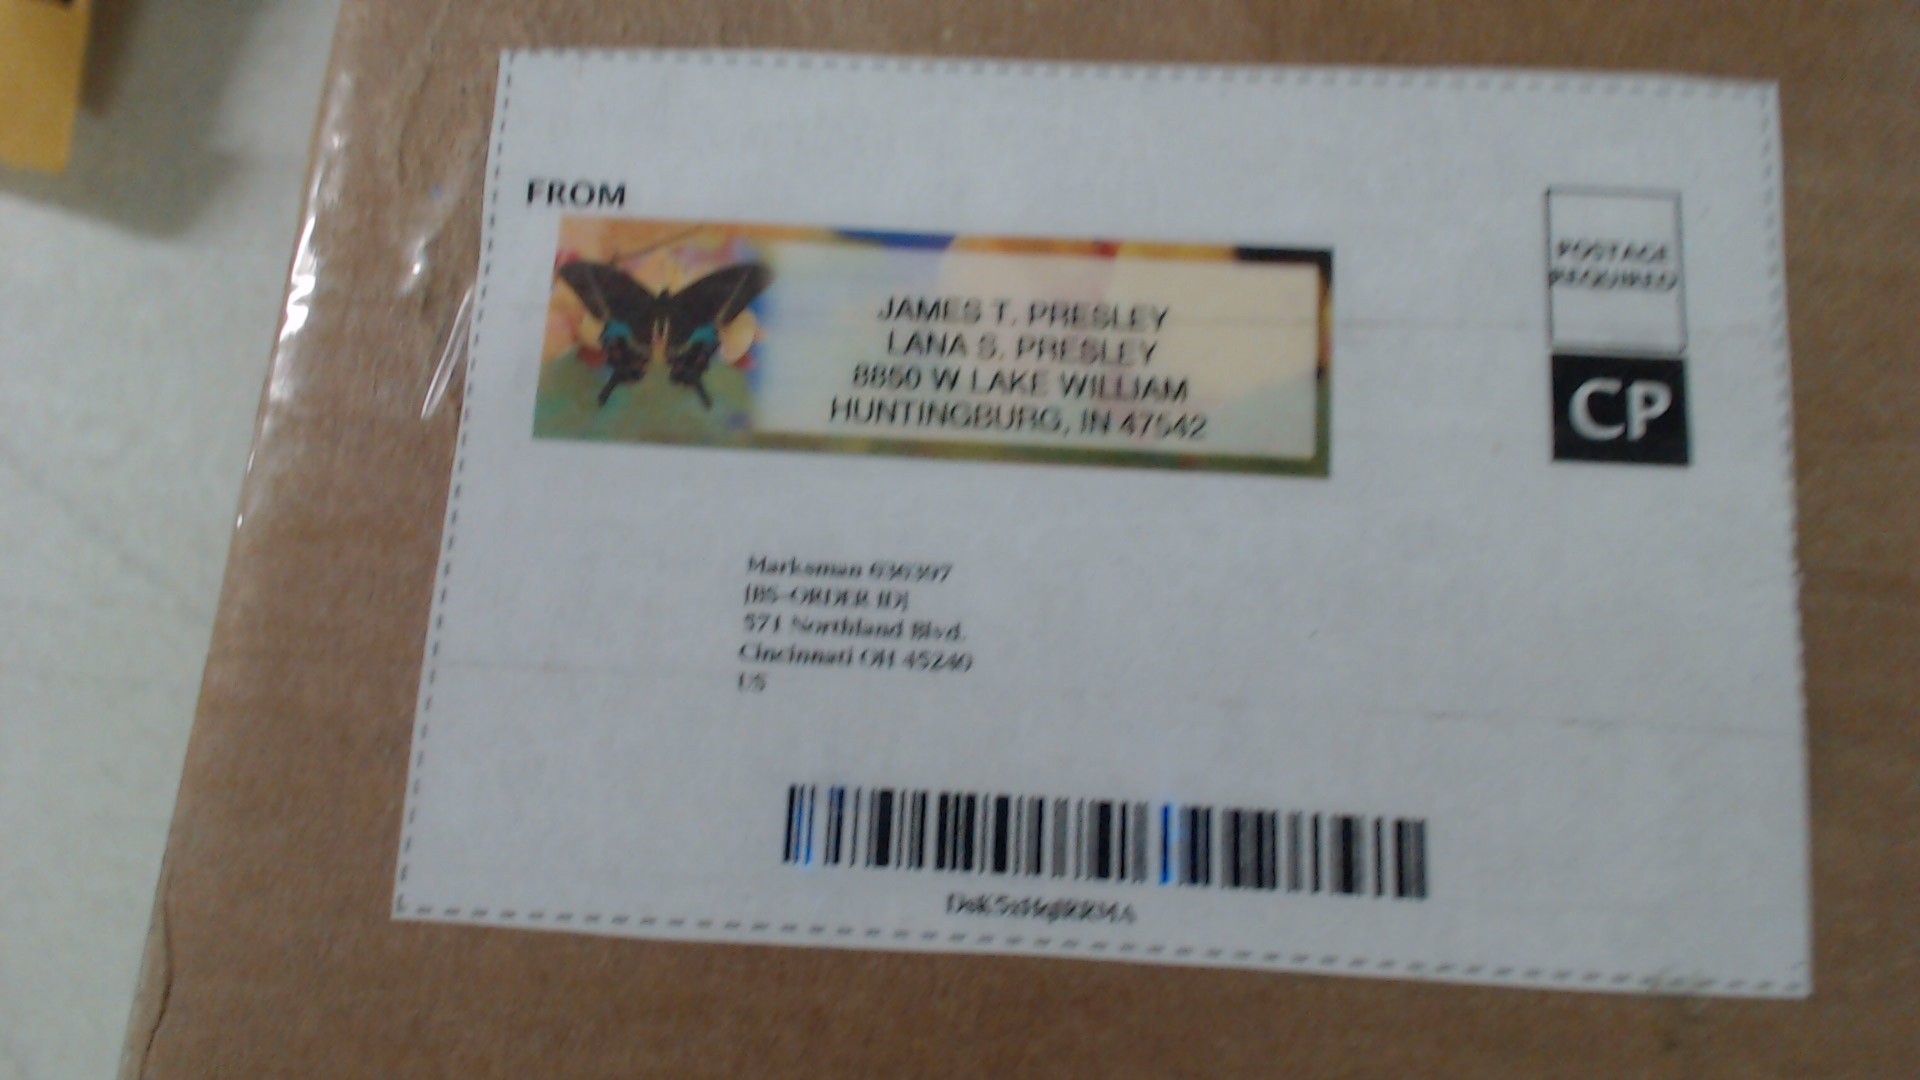 FROM
JAMES T. PRESLEY
LANA S. PRESLEY
8850 W LAKE WILLIAM
HUNTINGBURG, IN 47542
POSTAGE
REQUIRED
CP
Marksman 636397
[BS-ORDER ID]
571 Northland Blvd.
Cincinnati OH 45240
US